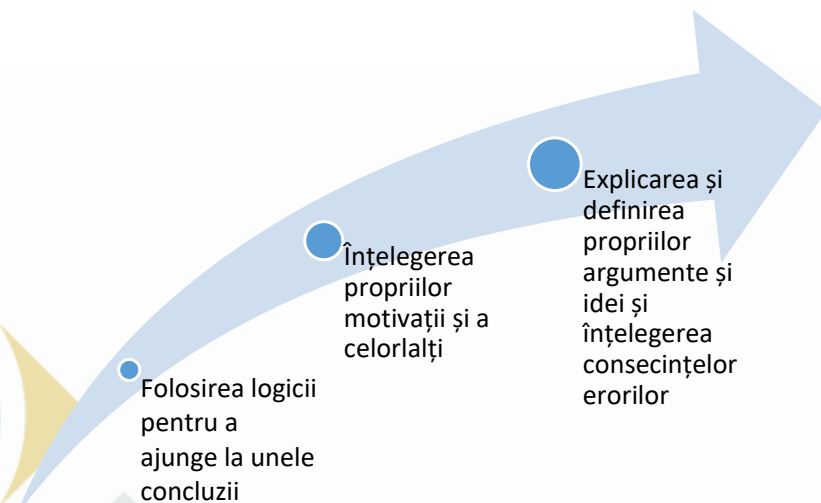 Explicarea și
definirea
propriilor
argumente și
idei și
înțelegerea
consecințelor
erorilor
Înțelegerea
propriilor
motivații și a
celorlalți
Folosirea logicii
pentru a
ajunge la unele
concluzii